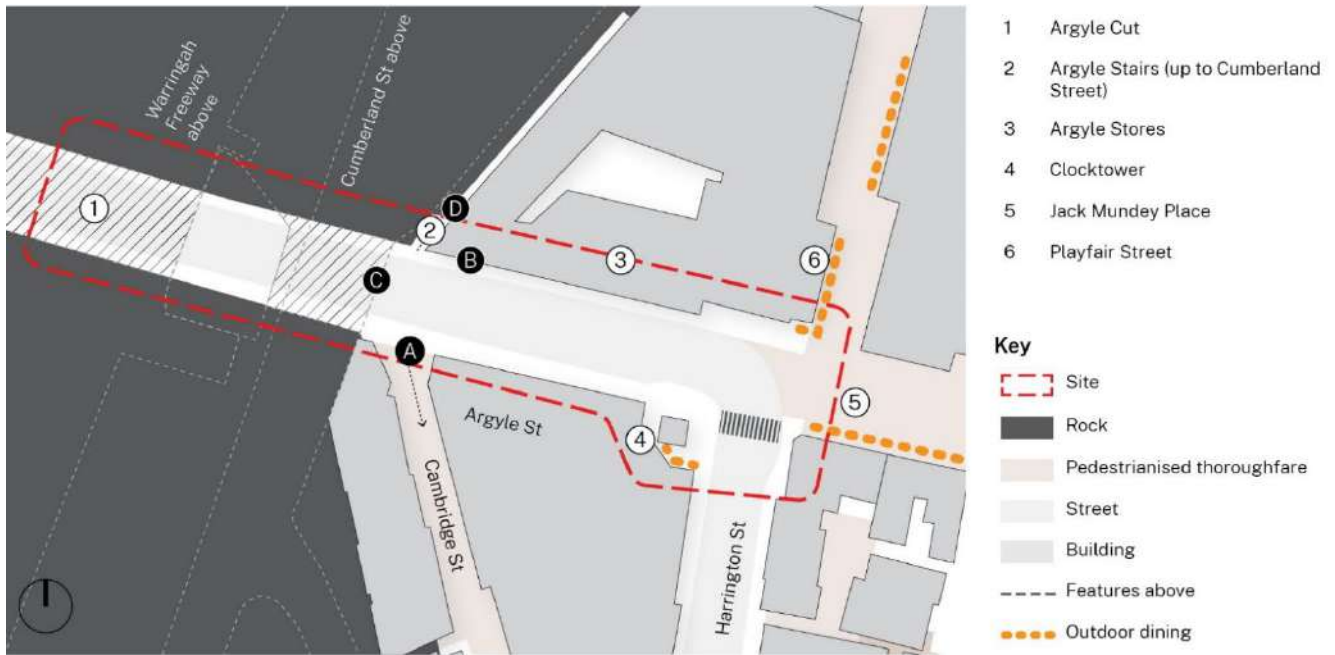 Warringah
Freeway
above
Cumberland St above
1
D
2
B
3
6
C
A
5
Argyle St
4
Cambridge St
Harrington St
1 Argyle Cut
2 Argyle Stairs (up to Cumberland
Street)
3 Argyle Stores
4 Clocktower
5 Jack Mundey Place
6 Playfair Street
Key
Site
Rock
Pedestrianised thoroughfare
Street
Building
Features above
Outdoor dining